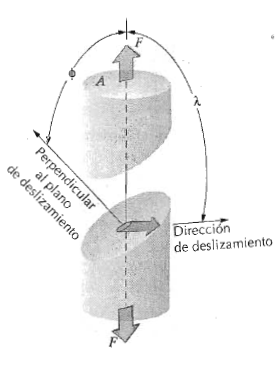 F
ϕ
A
λ
Perpendicular
al plano
de deslizamiento
Dirección
de deslizamiento
F